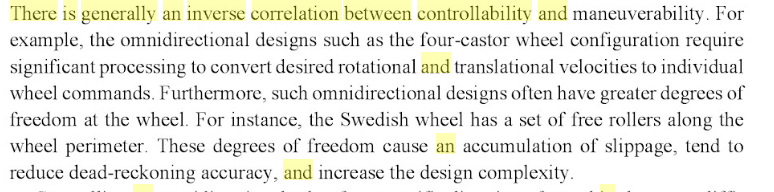 There is generally an inverse correlation between controllability and maneuverability. For
example, the omnidirectional designs such as the four-castor wheel configuration require
significant processing to convert desired rotational and translational velocities to individual
wheel commands. Furthermore, such omnidirectional designs often have greater degrees of
freedom at the wheel. For instance, the Swedish wheel has a set of free rollers along the
wheel perimeter. These degrees of freedom cause an accumulation of slippage, tend to
reduce dead-reckoning accuracy, and increase the design complexity.